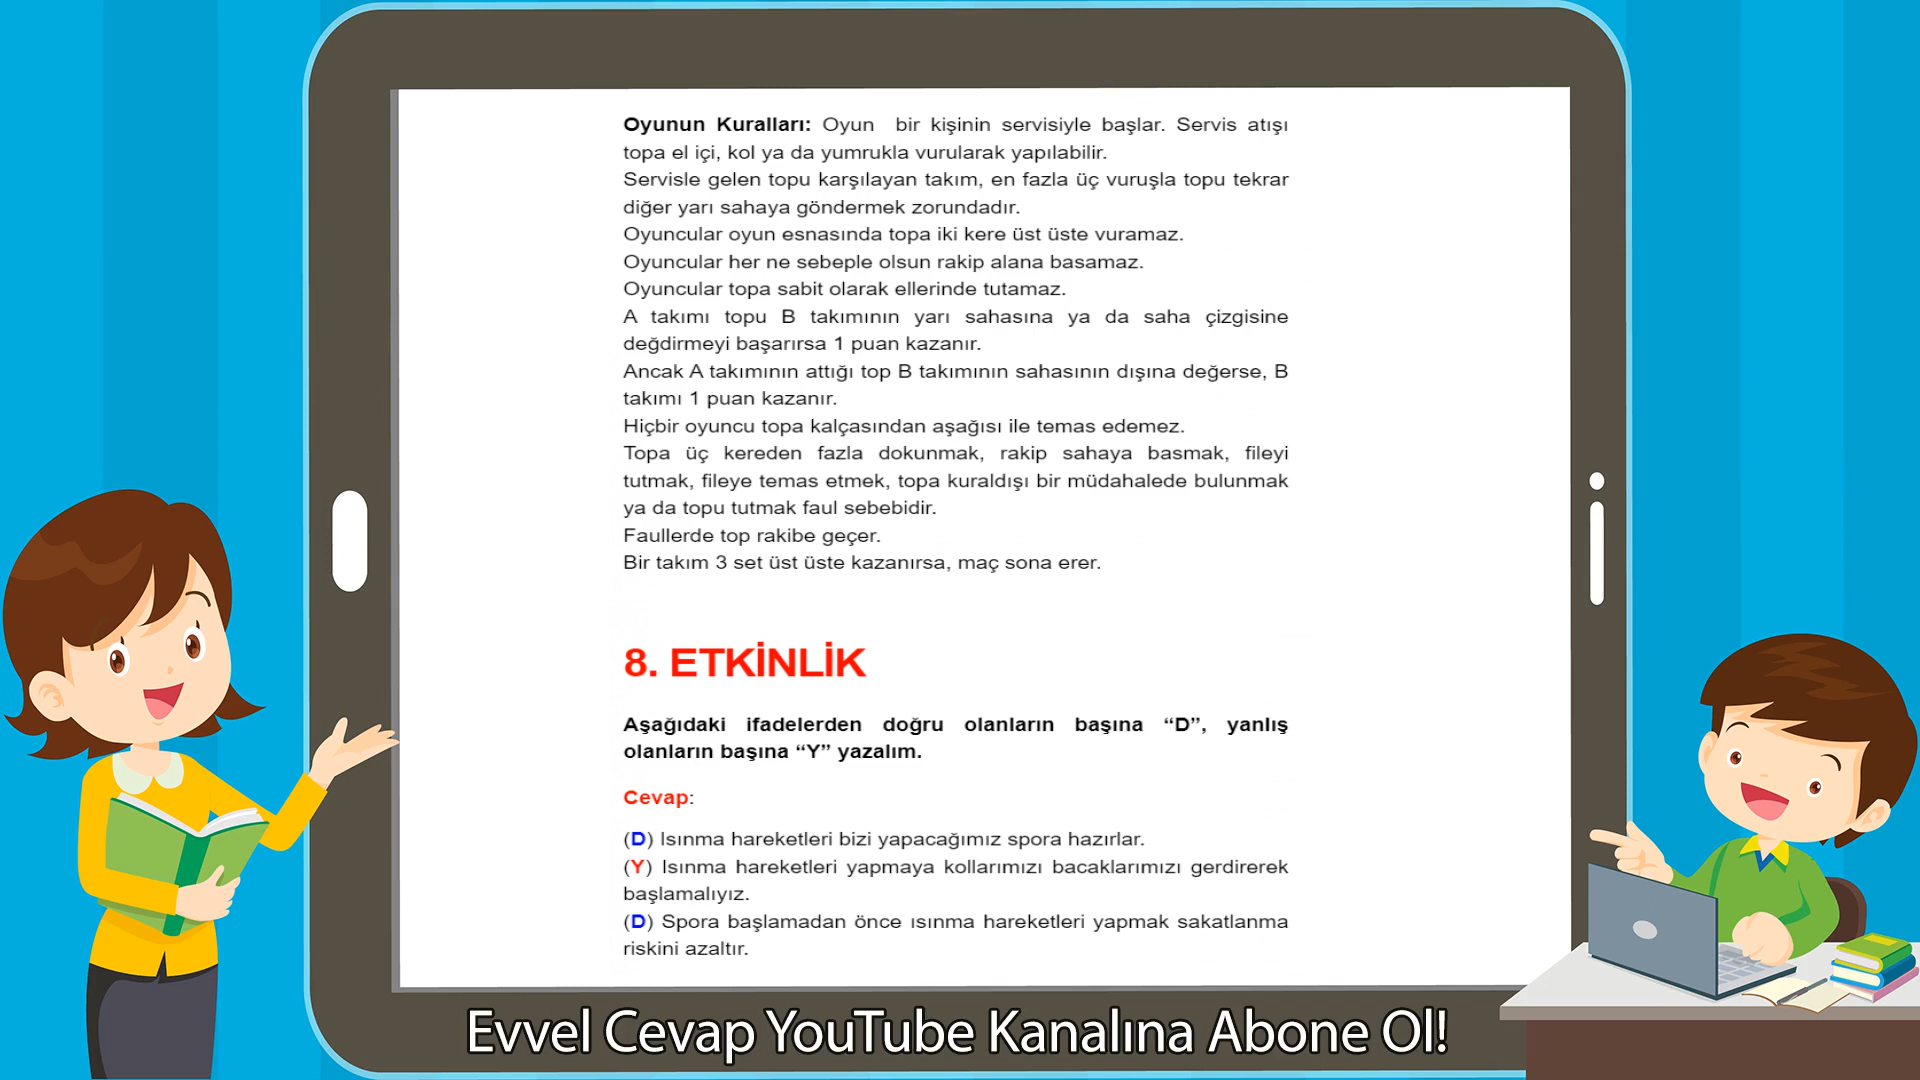 Oyunun Kuralları: Oyun bir kişinin servisiyle başlar. Servis atışı
topa el içi, kol ya da yumrukla vurularak yapılabilir.
Servisle gelen topu karşılayan takım, en fazla üç vuruşla topu tekrar
diğer yarı sahaya göndermek zorundadır.
Oyuncular oyun esnasında topa iki kere üst üste vuramaz.
Oyuncular her ne sebeple olsun rakip alana basamaz.
Oyuncular topa sabit olarak ellerinde tutamaz.
A takımı topu B takımının yarı sahasına ya da saha çizgisine
değdirmeyi başarırsa 1 puan kazanır.
Ancak A takımının attığı top B takımının sahasının dışına değerse, B
takımı 1 puan kazanır.
Hiçbir oyuncu topa kalçasından aşağısı ile temas edemez.
Topa üç kereden fazla dokunmak, rakip sahaya basmak, fileyi
tutmak, fileye temas etmek, topa kuraldışı bir müdahalede bulunmak
ya da topu tutmak faul sebebidir.
Faullerde top rakibe geçer.
Bir takım 3 set üst üste kazanırsa, maç sona erer.
8. ETKİNLİK
Aşağıdaki ifadelerden doğru olanların başına “D”, yanlış
olanların başına “Y” yazalım.
Cevap:
(D) Isınma hareketleri bizi yapacağımız spora hazırlar.
(Y) Isınma hareketleri yapmaya kollarımızı bacaklarımızı gerdirerek
başlamalıyız.
(D) Spora başlamadan önce ısınma hareketleri yapmak sakatlanma
riskini azaltır.
Evvel Cevap YouTube Kanalına Abone Ol!